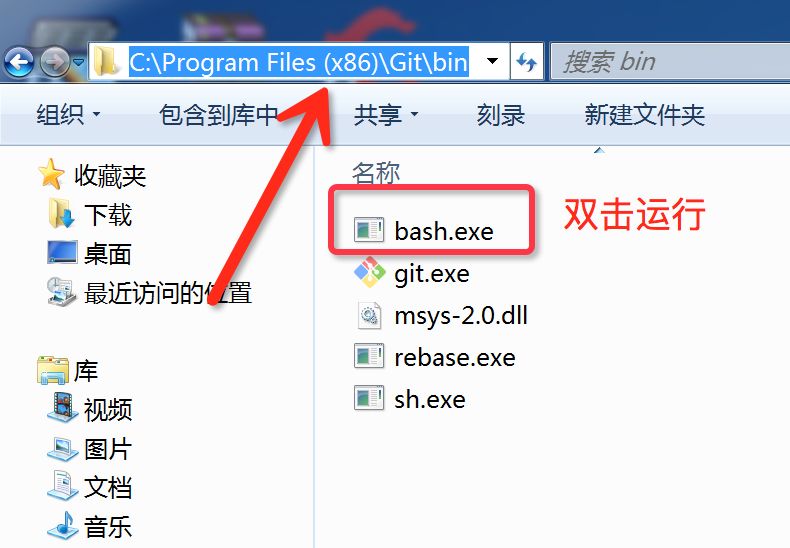 C:\Program Files (x86)\Git\bin
搜索 bin
组织 包含到库中 共享 刻录 新建文件夹
收藏夹
下载
桌面
最近访问的位置
库
视频
图片
文档
音乐
名称
bash.exe
双击运行
git.exe
msys-2.0.dll
rebase.exe
sh.exe